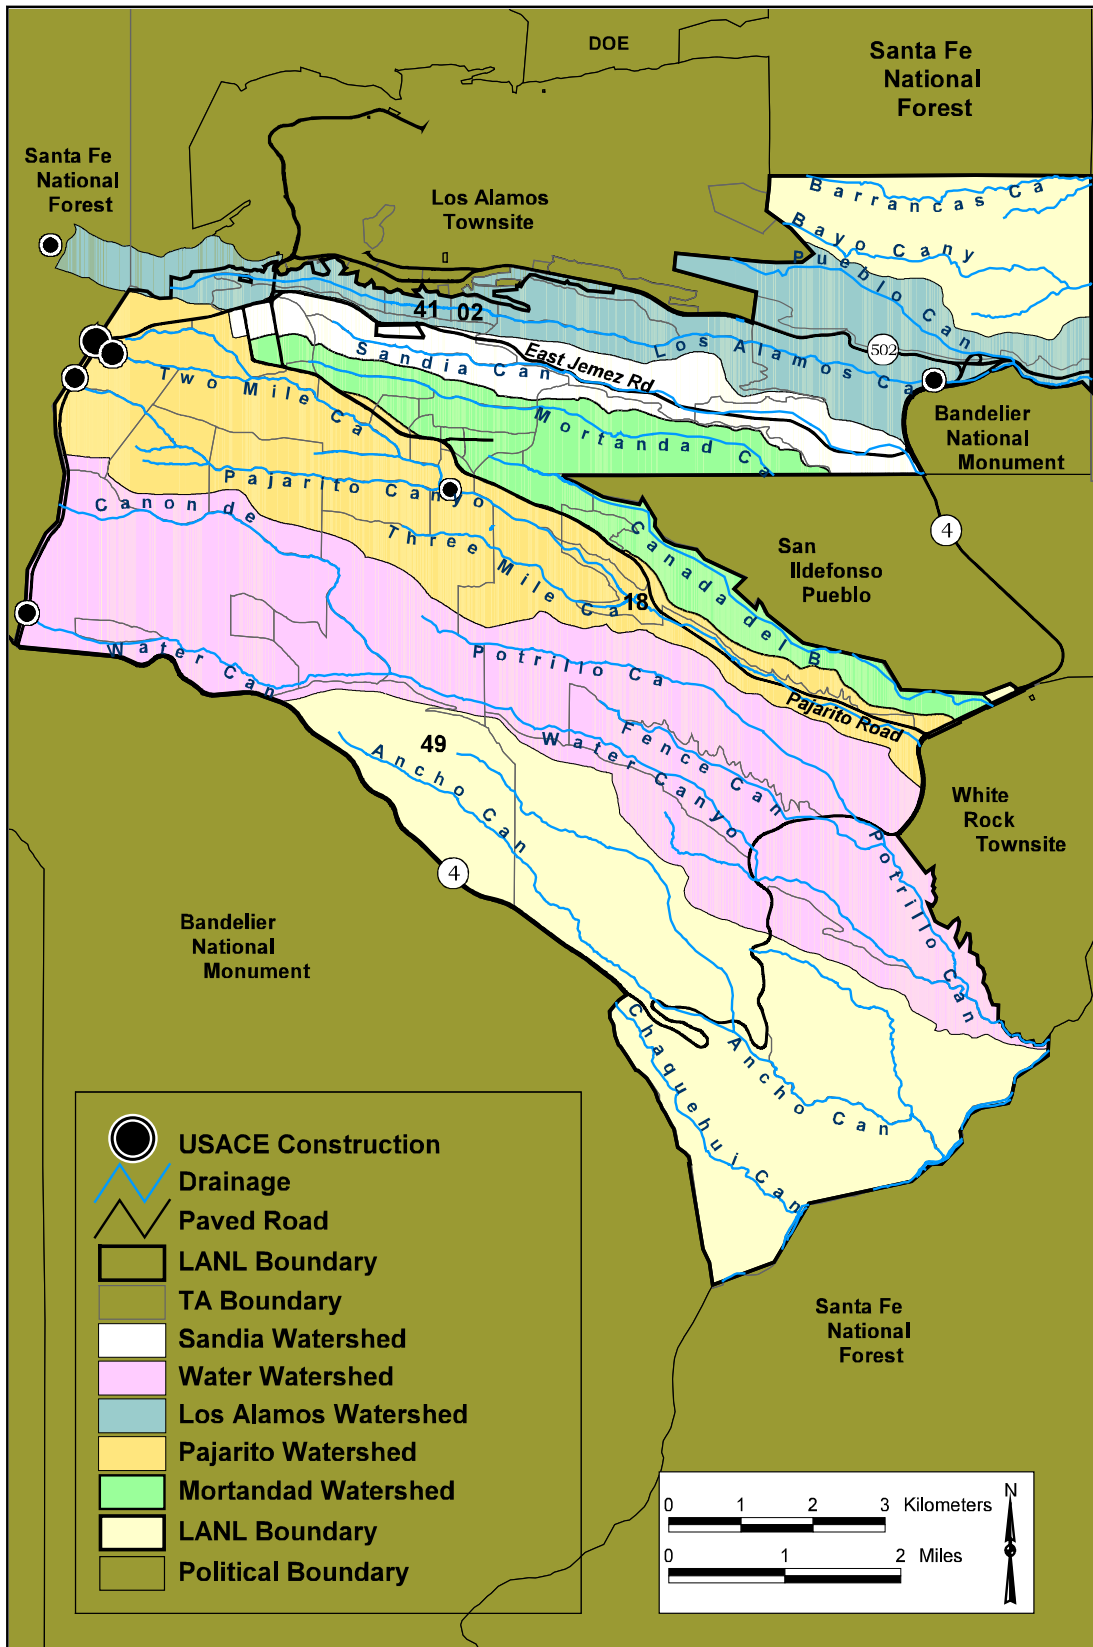 DOE
Santa Fe
National
Forest
Santa Fe
National
Forest
Los Alamos
Townsite
Barrancas Ca
Bayo Cany
Pueblo Can
41 02
Los Alamos Ca
502
East Jemez Rd
Sandia Can
Two Mile Ca
Mortandad Ca
Bandelier
National
Monument
Pajarito Canyo
Canon de
Three Mile Ca
Canada del B
4
San
Ildefonso
Pueblo
18
Water Can
Potrillo Ca
Pajarito Road
Fence Can
Water Canyo
49
Ancho Can
White
Rock
Townsite
Potrillo Can
4
Bandelier
National
Monument
Chaquehui Can
Ancho Can
USACE Construction
Drainage
Paved Road
LANL Boundary
TA Boundary
Sandia Watershed
Water Watershed
Los Alamos Watershed
Pajarito Watershed
Mortandad Watershed
LANL Boundary
Political Boundary
Santa Fe
National
Forest
0 1 2 3 Kilometers
0 1 2 Miles
N